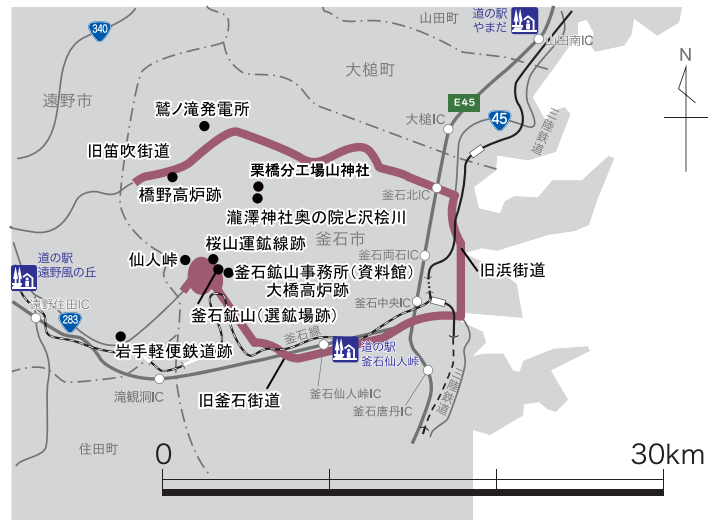 山田町
道の駅
やまだ
山田南IC
340
大槌町
N
遠野市
E45
鷲ノ滝発電所
大槌IC
45
三陸鉄道
旧笛吹街道
栗橋分工場山神社
橋野高炉跡
釜石北IC
瀧澤神社奥の院と沢桧川
桜山運鉱線跡
釜石市
道の駅
遠野風の丘
仙人峠
釜石両石IC
釜石鉱山事務所（資料館）
旧浜街道
大橋高炉跡
遠野住田IC
釜石中央IC
釜石鉱山（選鉱場跡）
283
釜石線
岩手軽便鉄道跡
道の駅
釜石仙人峠
滝観洞IC
旧釜石街道
釜石仙人峠IC
三陸鉄道
釜石唐丹IC
住田町
0
30km